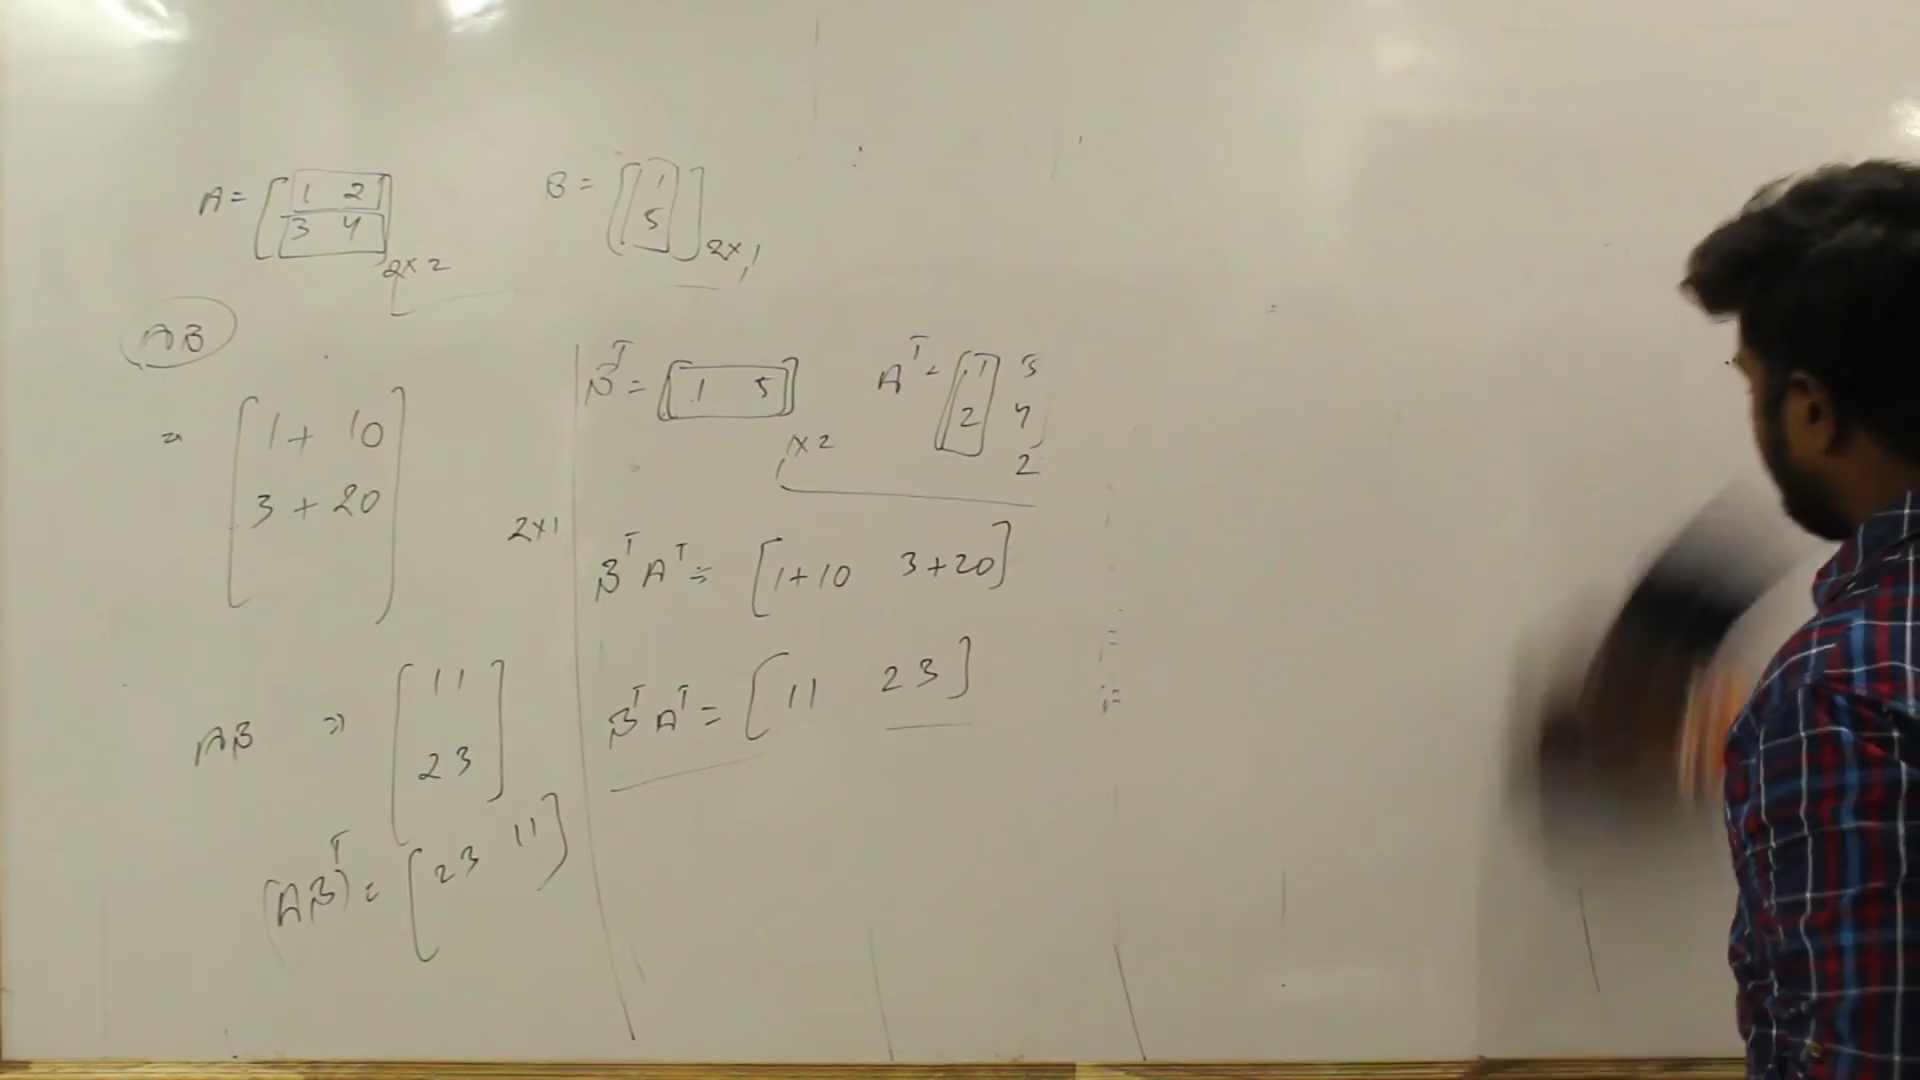 A = [ 1 2
3 4 ] 2×2
B = [ 1
5 ] 2×1
AB
= [ 1 + 10
3 + 20 ]
2×1
AB ⇒ [ 11
23 ]
(AB)ᵀ = [ 23 11 ]
Bᵀ = [ 1 5 ]
1×2
Aᵀ = [ 1 3
2 4
2
BᵀAᵀ = [ 1+10 3+20 ]
BᵀAᵀ = [ 11 23 ]